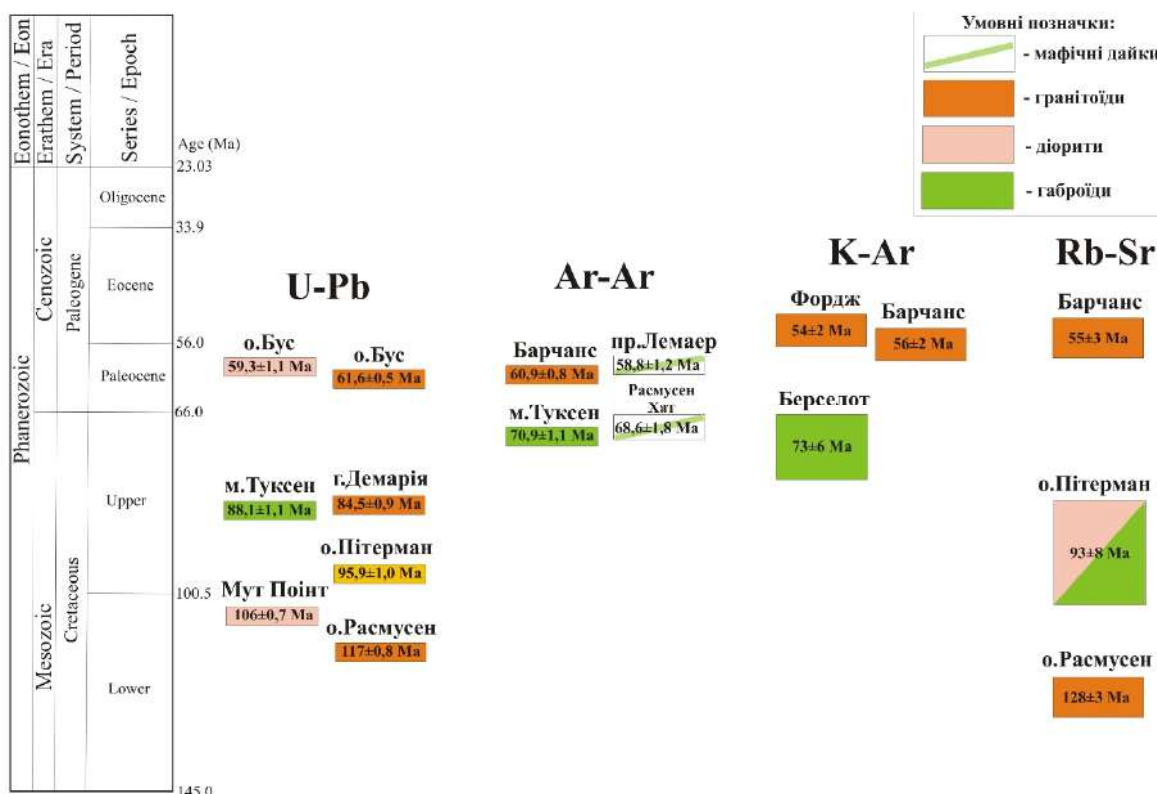 Eonothem / Eon
Erathem / Era
System / Period
Series / Epoch
Age (Ma)
23.03
Oligocene
33.9
Eocene
56.0
Paleocene
66.0
Upper
100.5
Lower
145.0
Phanerozoic
Cenozoic
Mesozoic
Paleogene
Cretaceous
Умовні позначки:
- мафічні дайки
- гранітоїди
- діорити
- габроїди
U-Pb
о.Бус
59,3±1,1 Ma
о.Бус
61,6±0,5 Ma
м.Туксен
88,1±1,1 Ma
г.Демарія
84,5±0,9 Ma
о.Пітерман
95,9±1,0 Ma
Мут Поінт
106±0,7 Ma
о.Расмусен
117±0,8 Ma
Ar-Ar
Барчанс
60,9±0,8 Ma
пр.Лемаер
58,8±1,2 Ma
м.Туксен
70,9±1,1 Ma
Расмусен
Хят
68,6±1,8 Ma
K-Ar
Фордж
54±2 Ma
Барчанс
56±2 Ma
Берселот
73±6 Ma
Rb-Sr
Барчанс
55±3 Ma
о.Пітерман
93±8 Ma
о.Расмусен
128±3 Ma